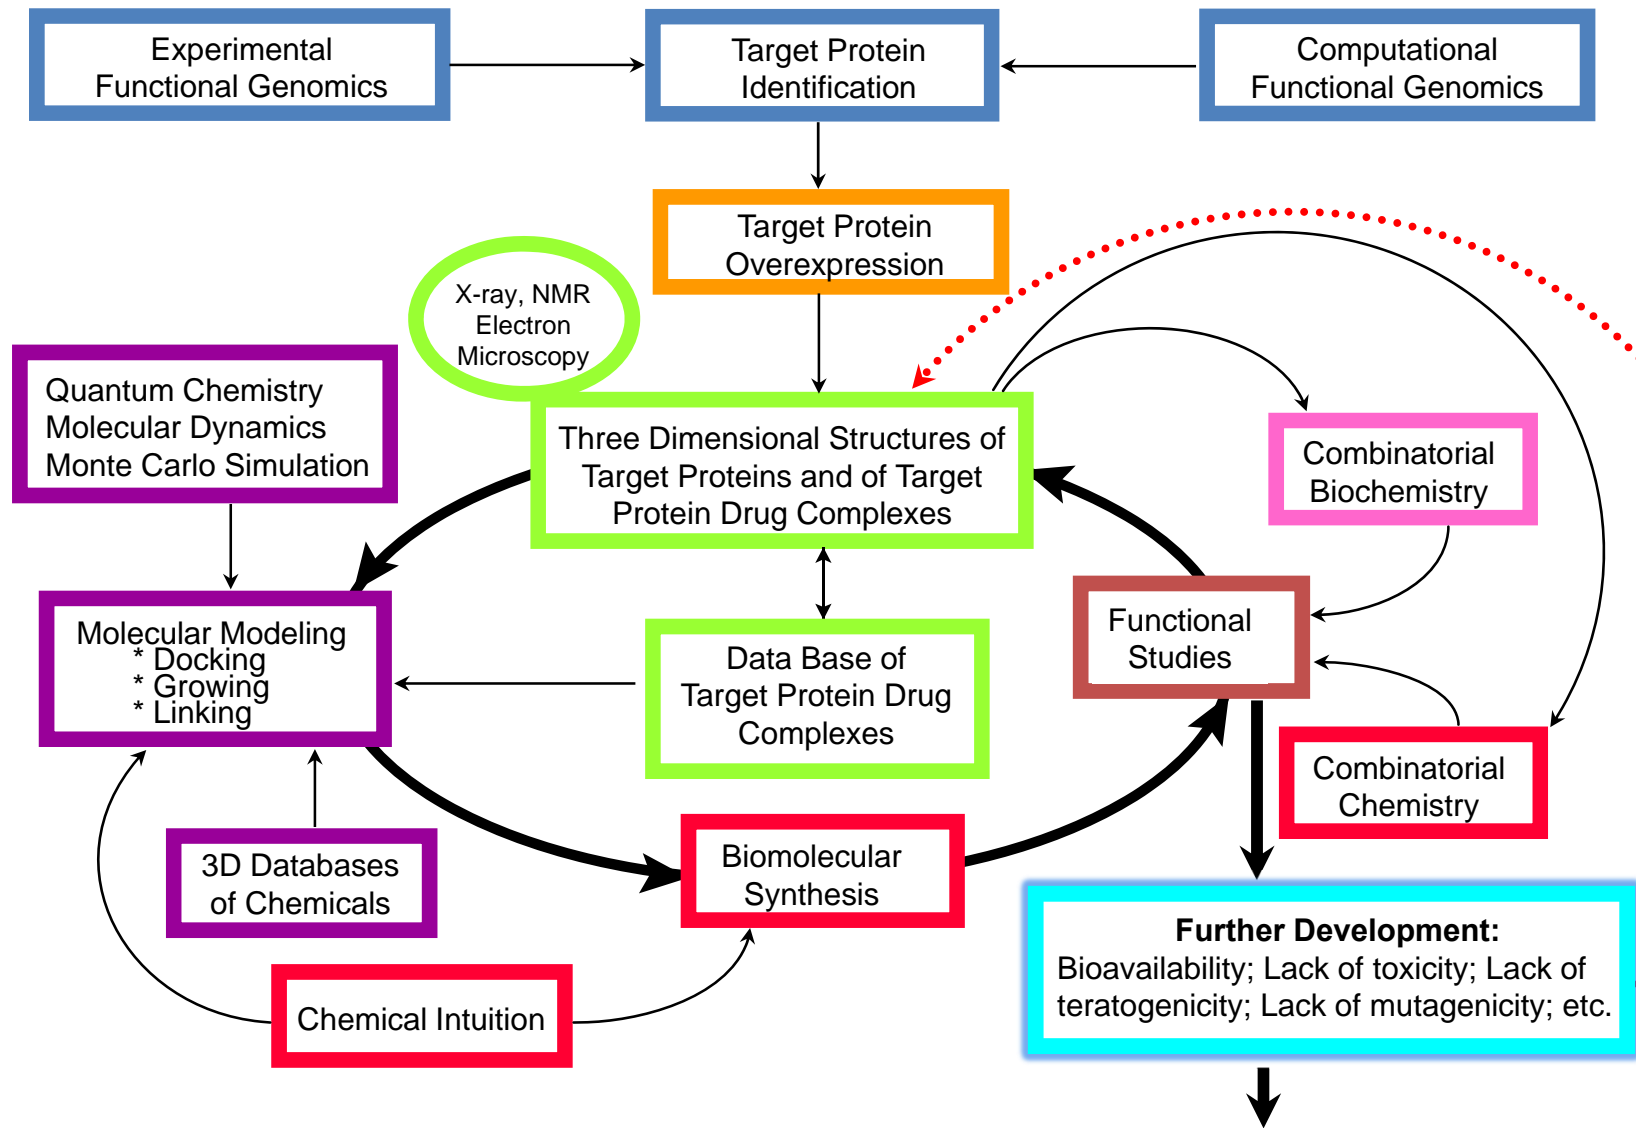 Experimental
Functional Genomics
Target Protein
Identification
Computational
Functional Genomics
Target Protein
Overexpression
X-ray, NMR
Electron
Microscopy
Quantum Chemistry
Molecular Dynamics
Monte Carlo Simulation
Three Dimensional Structures of
Target Proteins and of Target
Protein Drug Complexes
Combinatorial
Biochemistry
Molecular Modeling
* Docking
* Growing
* Linking
Data Base of
Target Protein Drug
Complexes
Functional
Studies
Combinatorial
Chemistry
3D Databases
of Chemicals
Biomolecular
Synthesis
Chemical Intuition
Further Development:
Bioavailability; Lack of toxicity; Lack of
teratogenicity; Lack of mutagenicity; etc.